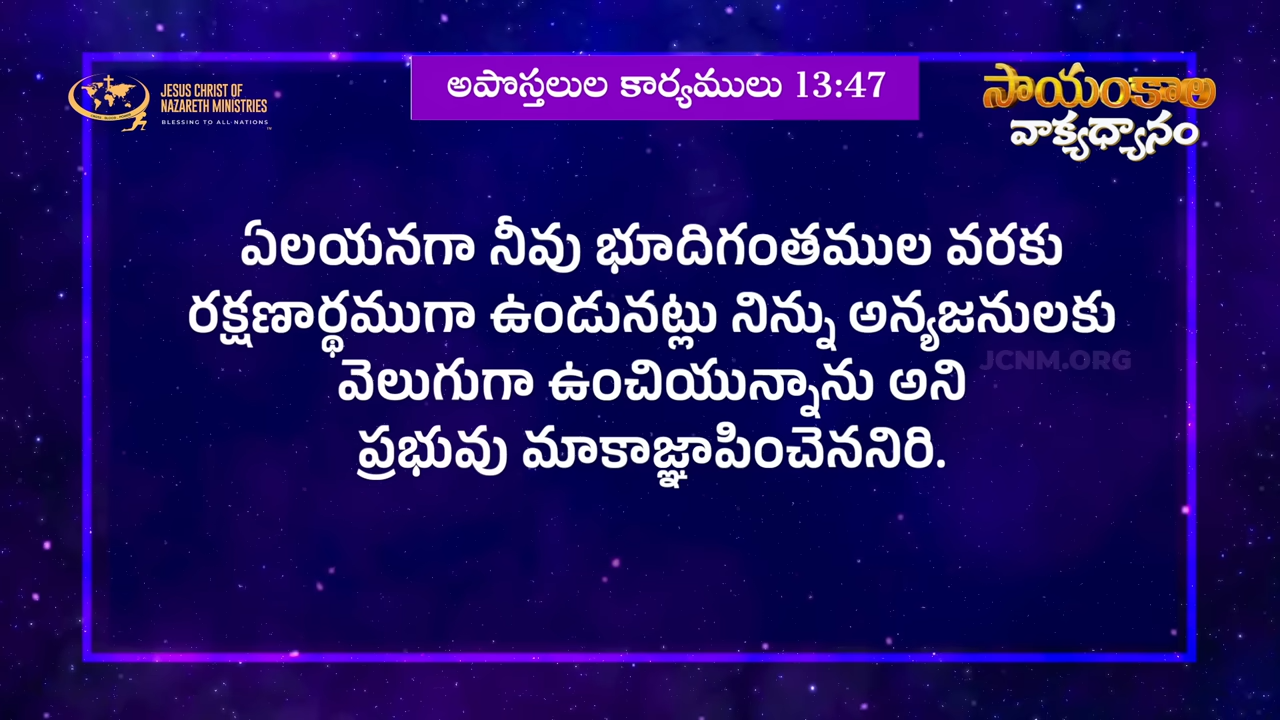 JESUS CHRIST OF
NAZARETH MINISTRIES
BLESSING TO ALL-NATIONS
TM
అపొస్తలుల కార్యములు 13:47
సాయంకాల
వాక్యధ్యానం
ఏలయనగా నీవు భూదిగంతముల వరకు
రక్షణార్థముగా ఉండునట్లు నిన్ను అన్యజనులకు
JCNM.ORG
వెలుగుగా ఉంచియున్నాను అని
ప్రభువు మాకాజ్ఞాపించెననిరి.